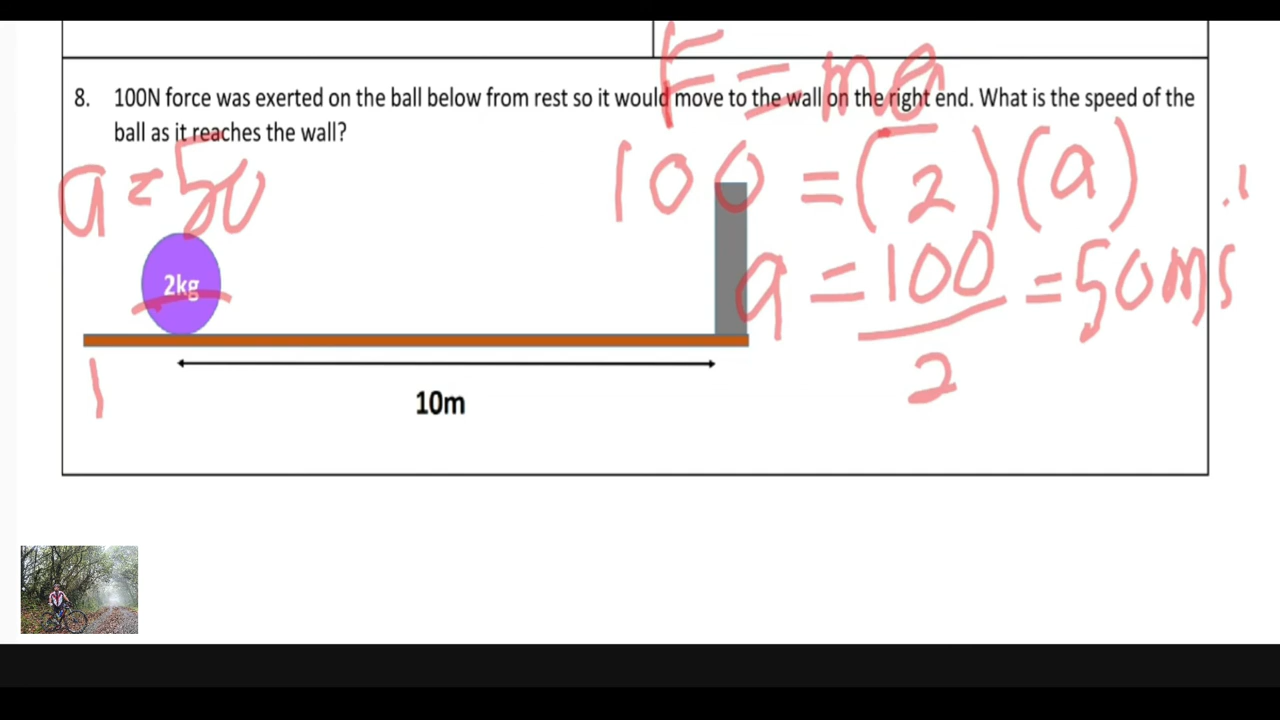 F = ma
8. 100N force was exerted on the ball below from rest so it would move to the wall on the right end. What is the speed of the
ball as it reaches the wall?
a = 50
100 = (2)(a)
2kg
a = 100/2 = 50ms
1
10m